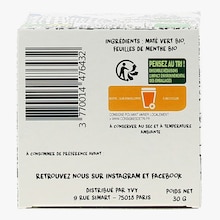 INGRÉDIENTS : MATÉ VERT BIO,
FEUILLES DE MENTHE BIO
PENSEZ AU TRI !
3 770014 476432
À CONSERVER AU SEC ET À TEMPÉRATURE
AMBIANTE
A CONSOMMER DE PREFERENCE AVANT
RETROUVEZ NOUS SUR INSTAGRAM ET FACEBOOK
DISTRIBUÉ PAR YVY
9 RUE SIMART - 75018 PARIS
POIDS NET
30 G